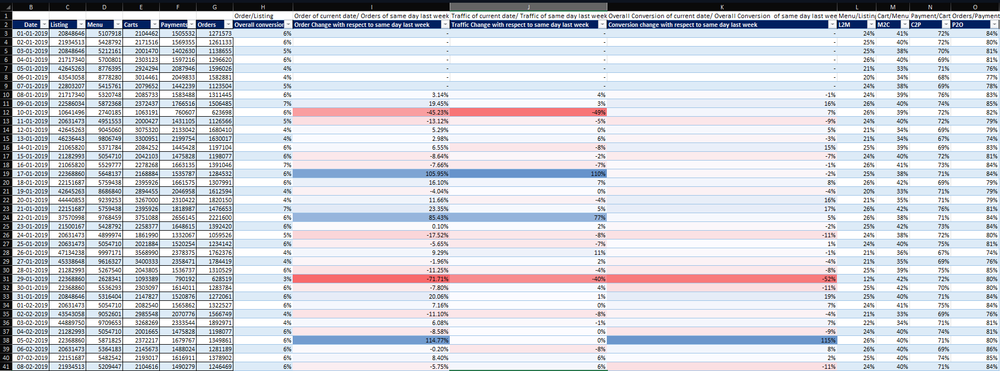 B C D E F G H I J K L M N O
1 Order/Listing Order of current date/ Orders of same day last week Traffic of current date/ Traffic of same day last week Overall Conversion of current date/ Overall Conversion of same day last wee Menu/Listing Cart/Menu Payment/Cart Orders/Payment
2 Date Listing Menu Carts Payments Orders Overall conversion Order Change with respect to same day last week Traffic Change with respect to same day last week Conversion change with respect to same day last week L2M M2C C2P P2O
3 01-01-2019 20848646 5107918 2104462 1505532 1271573 6% - - - 24% 41% 72% 84%
4 02-01-2019 21934513 5428792 2171516 1569355 1261133 6% - - - 25% 40% 72% 80%
5 03-01-2019 20848646 5212161 2001470 1402630 1138655 5% - - - 25% 38% 70% 81%
6 04-01-2019 21717340 5700801 2303123 1597216 1296620 6% - - - 26% 40% 69% 81%
7 05-01-2019 42645263 8776395 2924294 2087946 1596026 4% - - - 21% 33% 71% 76%
8 06-01-2019 43543058 8778280 3014461 2049833 1582881 4% - - - 20% 34% 68% 77%
9 07-01-2019 22803207 5415761 2079652 1442239 1123504 5% - - - 24% 38% 69% 78%
10 08-01-2019 21717340 5320748 2085733 1583488 1311445 6% 3.14% 4% -1% 24% 39% 76% 83%
11 09-01-2019 22586034 5872368 2372437 1766516 1506485 7% 19.45% 3% 16% 26% 40% 74% 85%
12 10-01-2019 10641496 2740185 1063191 760607 623698 6% -45.23% -49% 7% 26% 39% 72% 82%
13 11-01-2019 20631473 4951553 2000427 1431105 1126566 5% -13.12% -5% -9% 24% 40% 72% 79%
14 12-01-2019 42645263 9045060 3075320 2133042 1680410 4% 5.29% 0% 5% 21% 34% 69% 79%
15 13-01-2019 46236443 9806749 3300951 2199754 1630017 4% 2.98% 6% -3% 21% 34% 67% 74%
16 14-01-2019 21065820 5371784 2084252 1445428 1197104 6% 6.55% -8% 15% 25% 39% 69% 83%
17 15-01-2019 21282993 5054710 2042103 1475828 1198077 6% -8.64% -2% -7% 24% 40% 72% 81%
18 16-01-2019 21065820 5529777 2278268 1663135 1391046 7% -7.66% -7% -1% 26% 41% 73% 84%
19 17-01-2019 22368860 5648137 2168884 1535787 1284532 6% 105.95% 110% -2% 25% 38% 71% 84%
20 18-01-2019 22151687 5759438 2395926 1661575 1307991 6% 16.10% 7% 8% 26% 42% 69% 79%
21 19-01-2019 42645263 8686840 2894455 2046958 1612594 4% -4.04% 0% -4% 20% 33% 71% 79%
22 20-01-2019 44440853 9239253 3267000 2310422 1820150 4% 11.66% -4% 16% 21% 35% 71% 79%
23 21-01-2019 22151687 5759438 2395926 1818987 1476653 7% 23.35% 5% 17% 26% 42% 76% 81%
24 22-01-2019 37570998 9768459 3751088 2656145 2221600 6% 85.43% 77% 5% 26% 38% 71% 84%
25 23-01-2019 21500167 5428792 2258377 1648615 1392420 6% 0.10% 2% -2% 25% 42% 73% 84%
26 24-01-2019 20631473 4899974 1861990 1332067 1059526 5% -17.52% -8% -11% 24% 38% 72% 80%
27 25-01-2019 20631473 5054710 2021884 1520254 1234142 6% -5.65% -7% 1% 24% 40% 75% 81%
28 26-01-2019 47134238 9997171 3568990 2378375 1762376 4% 9.29% 11% -1% 21% 36% 67% 74%
29 27-01-2019 45338648 9616327 3400333 2358471 1784419 4% -1.96% 2% -4% 21% 35% 69% 76%
30 28-01-2019 21282993 5267540 2043805 1536737 1310529 6% -11.25% -4% -8% 25% 39% 75% 85%
31 29-01-2019 22368860 2628341 1093389 790192 628519 3% -71.71% -40% -52% 12% 42% 72% 80%
32 30-01-2019 22368860 5536293 2303097 1614011 1283784 6% -7.80% 4% -11% 25% 42% 70% 80%
33 31-01-2019 20848646 5316404 2147827 1520876 1272061 6% 20.06% 1% 19% 25% 40% 71% 84%
34 01-02-2019 20631473 5054710 2082540 1565862 1322527 6% 7.16% 0% 7% 24% 41% 75% 84%
35 02-02-2019 43543058 9052601 2985548 2070776 1566749 4% -11.10% -8% -4% 21% 33% 69% 76%
36 03-02-2019 44889750 9709653 3268269 2333544 1892971 4% 6.08% -1% 7% 22% 34% 71% 81%
37 04-02-2019 21282993 5054710 2001665 1475828 1198077 6% -8.58% 0% -9% 24% 40% 74% 81%
38 05-02-2019 22368860 5871825 2372217 1679767 1349861 6% 114.77% 0% 115% 26% 40% 71% 80%
39 06-02-2019 20631473 5364183 2145673 1488024 1281189 6% -0.20% -8% 8% 26% 40% 69% 86%
40 07-02-2019 22151687 5482542 2193017 1616911 1378902 6% 8.40% 6% 2% 25% 40% 74% 85%
41 08-02-2019 21934513 5209447 2104616 1490279 1246469 6% -5.75% 6% -11% 24% 40% 71% 84%